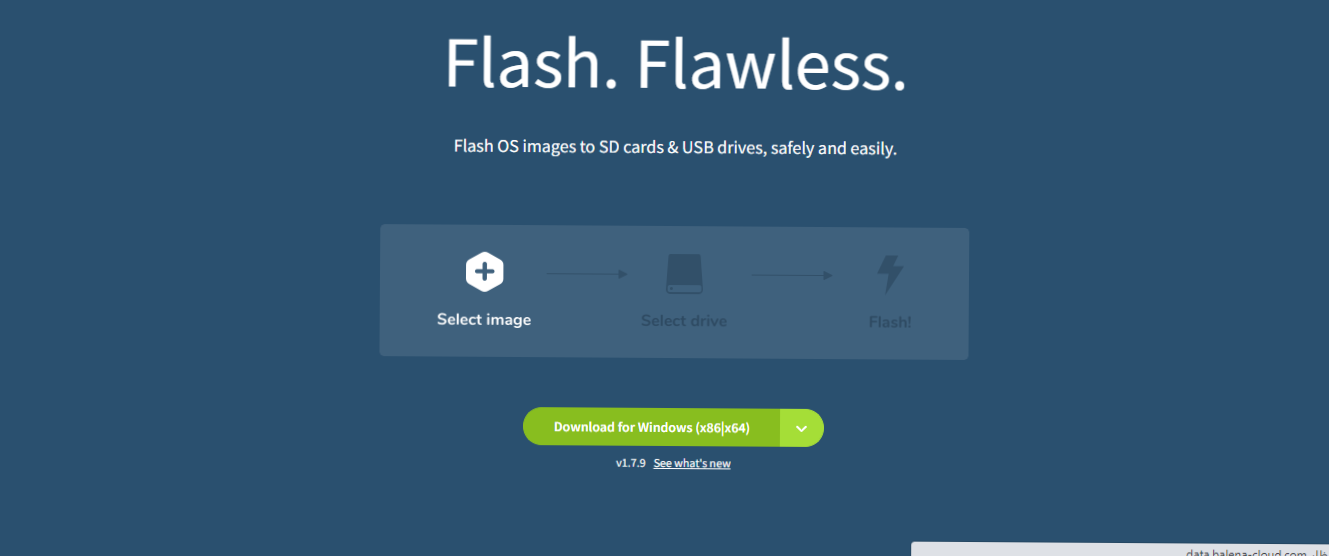 Flash. Flawless.
Flash OS images to SD cards & USB drives, safely and easily.
Select image
Select drive
Flash!
Download for Windows (x86|x64)
v1.7.9 See what's new
data.balena-cloud.com